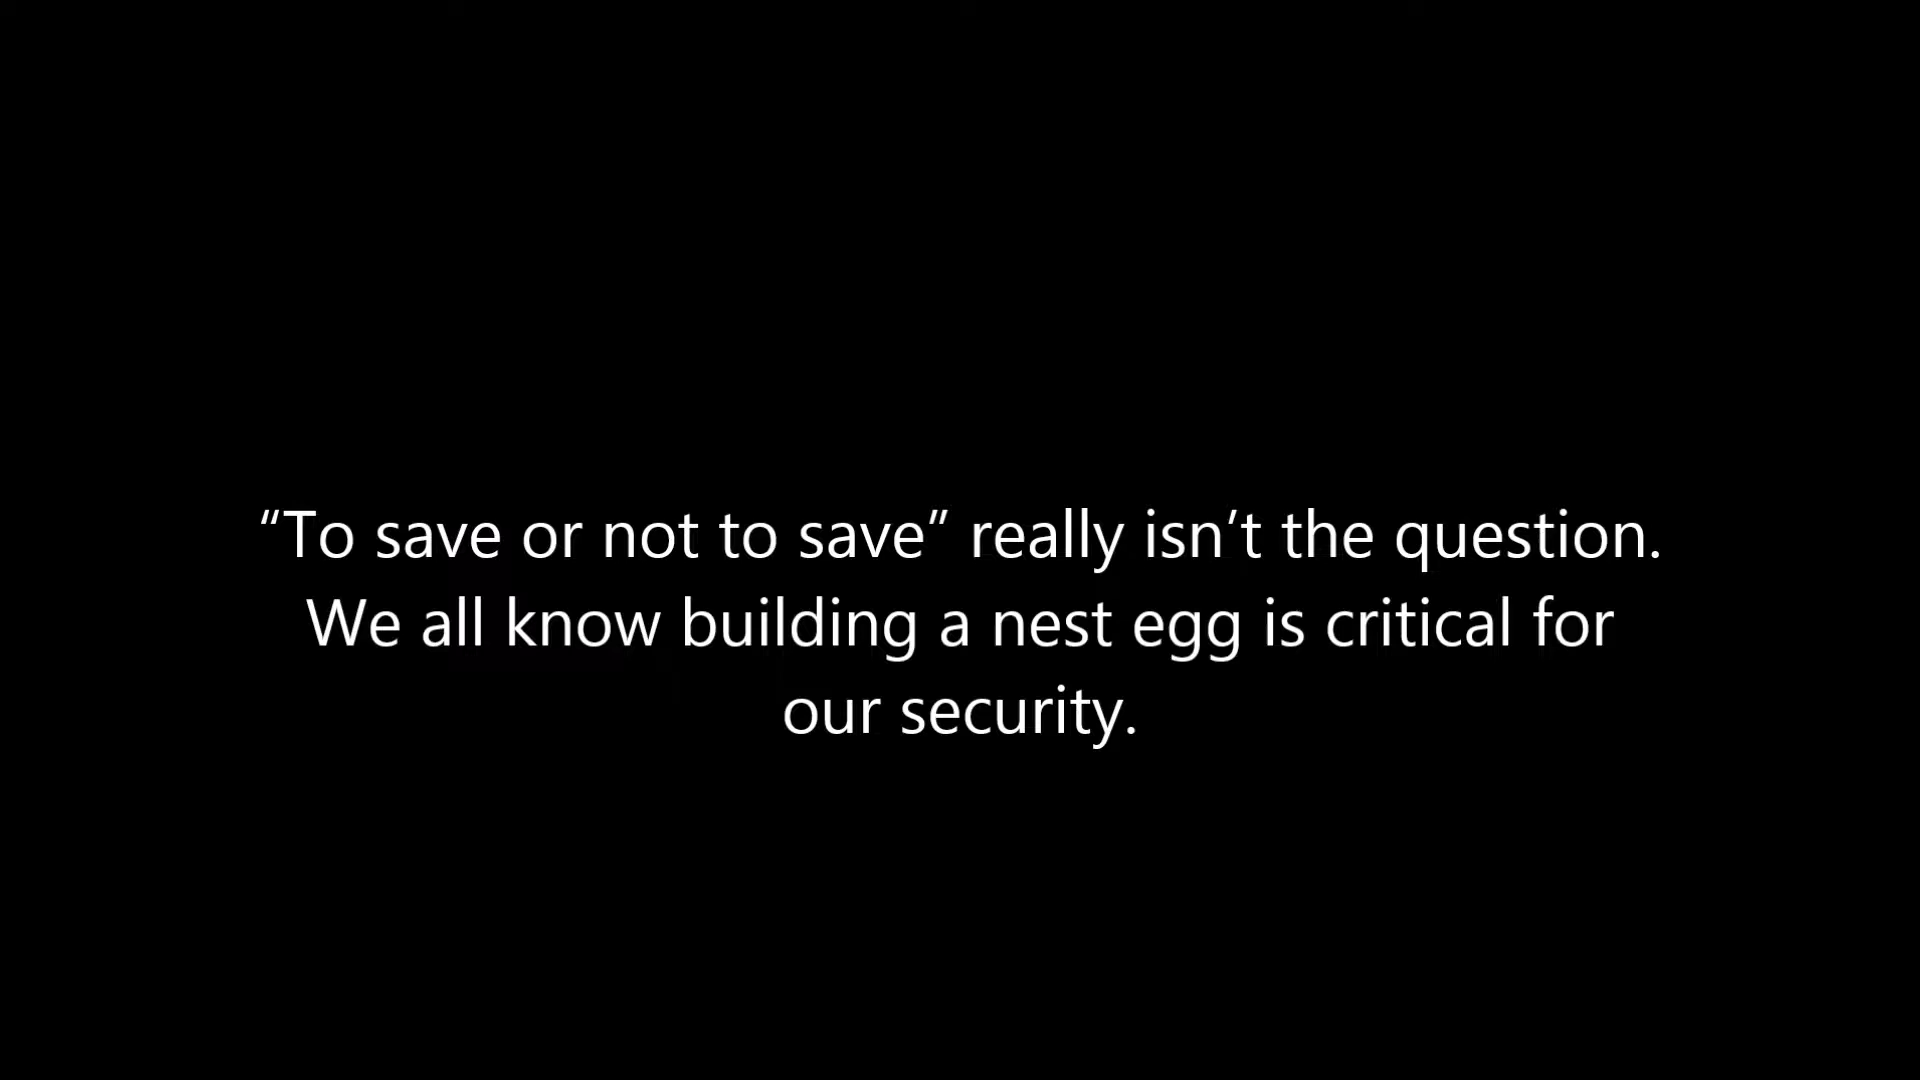 “To save or not to save” really isn’t the question.
We all know building a nest egg is critical for
our security.